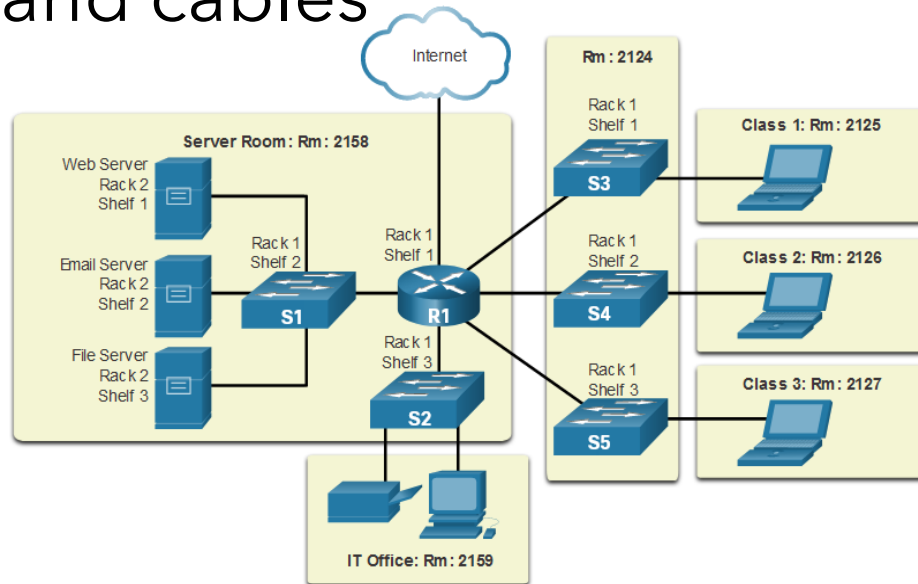 and cables
Internet
Rm: 2124
Rack 1
Shelf 1
S3
Class 1: Rm: 2125
Server Room: Rm: 2158
Web Server
Rack 2
Shelf 1
Rack 1
Shelf 2
S1
Rack 1
Shelf 1
R1
Email Server
Rack 2
Shelf 2
Rack 1
Shelf 2
S4
Class 2: Rm: 2126
File Server
Rack 2
Shelf 3
Rack 1
Shelf 3
S2
Rack 1
Shelf 3
S5
Class 3: Rm: 2127
IT Office: Rm: 2159